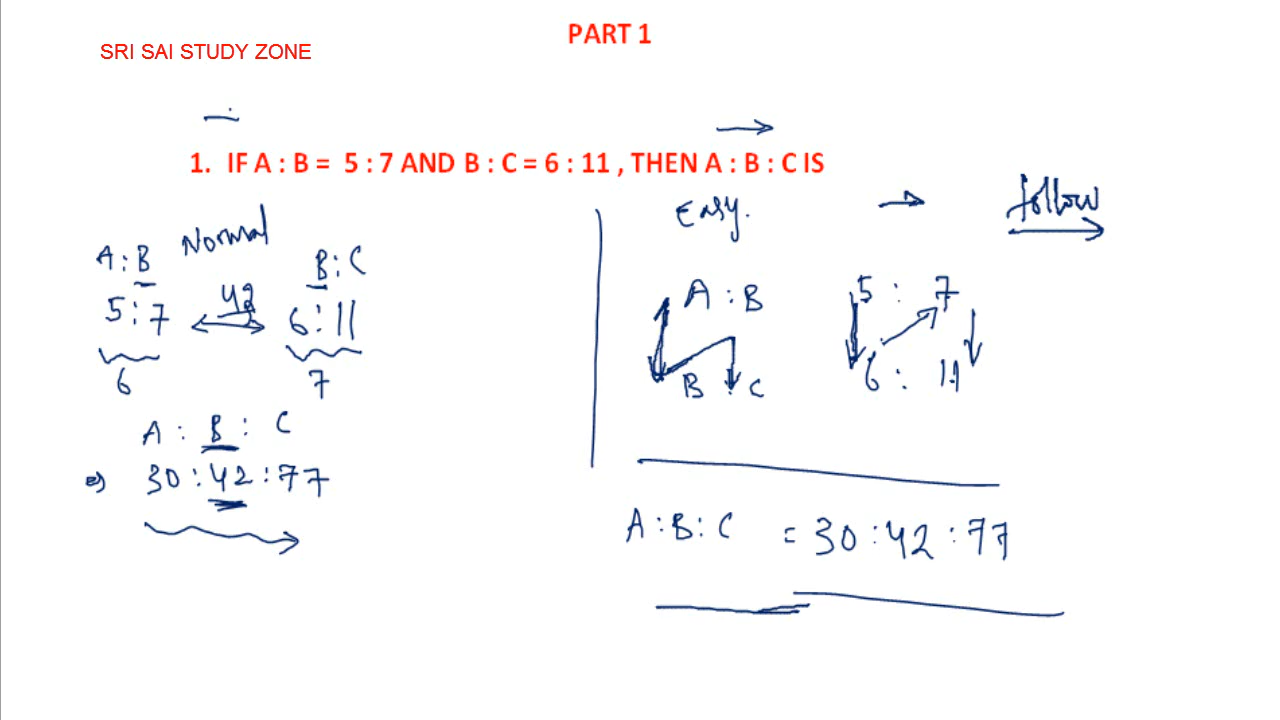 PART 1
SRI SAI STUDY ZONE
1. IF A : B = 5 : 7 AND B : C = 6 : 11 , THEN A : B : C IS
Normal
A : B B : C
5 : 7 42 6 : 11
6 7
A : B : C
30 : 42 : 77
Easy. follow
A : B 5 : 7
B C 6 : 11
A : B : C = 30 : 42 : 77